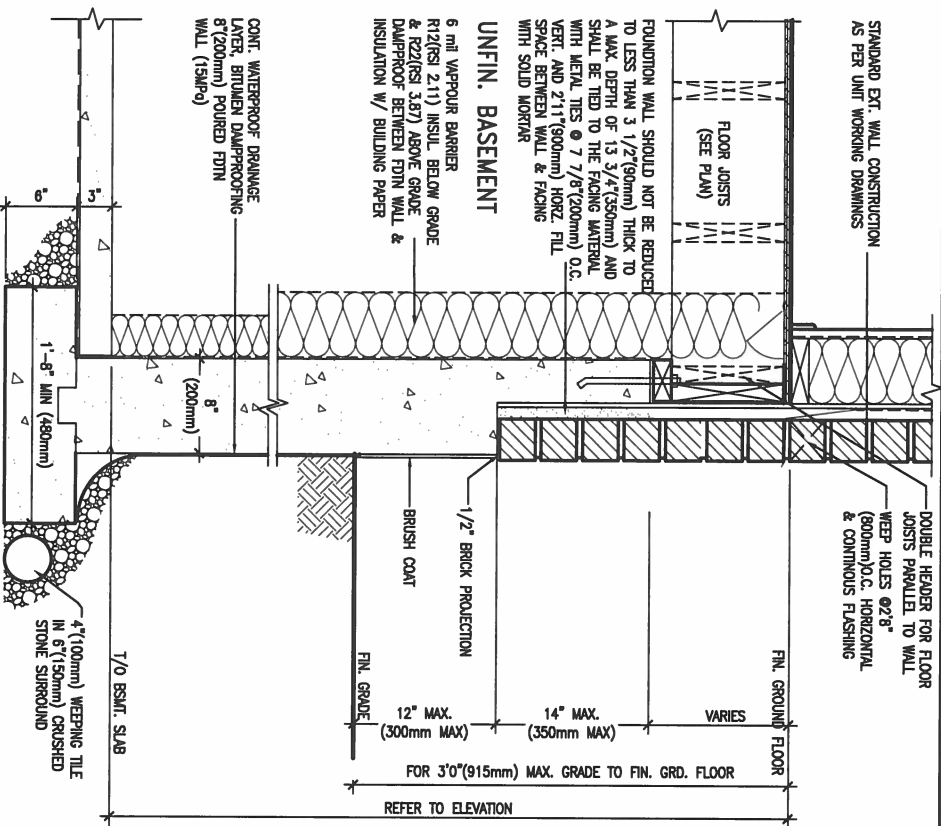 STANDARD EXT. WALL CONSTRUCTION
AS PER UNIT WORKING DRAWINGS
FLOOR JOISTS
(SEE PLAN)
FOUNDTION WALL SHOULD NOT BE REDUCED
TO LESS THAN 3 1/2"(90mm) THICK TO
A MAX. DEPTH OF 13 3/4"(350mm) AND
SHALL BE TIED TO THE FACING MATERIAL
WITH METAL TIES @ 7 7/8"(200mm) O.C.
VERT. AND 2'11"(900mm) HORZ. FILL
SPACE BETWEEN WALL & FACING
WITH SOLID MORTAR
UNFIN. BASEMENT
6 mil VAPPOUR BARRIER
R12(RSI 2.11) INSUL BELOW GRADE
& R22(RSI 3.87) ABOVE GRADE
DAMPPROOF BETWEEN FDTN WALL &
INSULATION W/ BUILDING PAPER
CONT. WATERPROOF DRAINAGE
LAYER, BITUMEN DAMPPROOFING
8"(200mm) POURED FDTN
WALL (15MPa)
3"
6"
8"
(200mm)
1'-8" MIN (480mm)
DOUBLE HEADER FOR FLOOR
JOISTS PARALLEL TO WALL
WEEP HOLES @2'8"
(800mm)O.C. HORIZONTAL
& CONTINOUS FLASHING
1/2" BRICK PROJECTION
BRUSH COAT
FIN. GROUND FLOOR
VARIES
14" MAX.
(350mm MAX)
12" MAX.
(300mm MAX)
FIN. GRADE
FOR 3'0"(915mm) MAX. GRADE TO FIN. GRD. FLOOR
REFER TO ELEVATION
T/O BSMT. SLAB
4"(100mm) WEEPING TILE
IN 6"(150mm) CRUSHED
STONE SURROUND